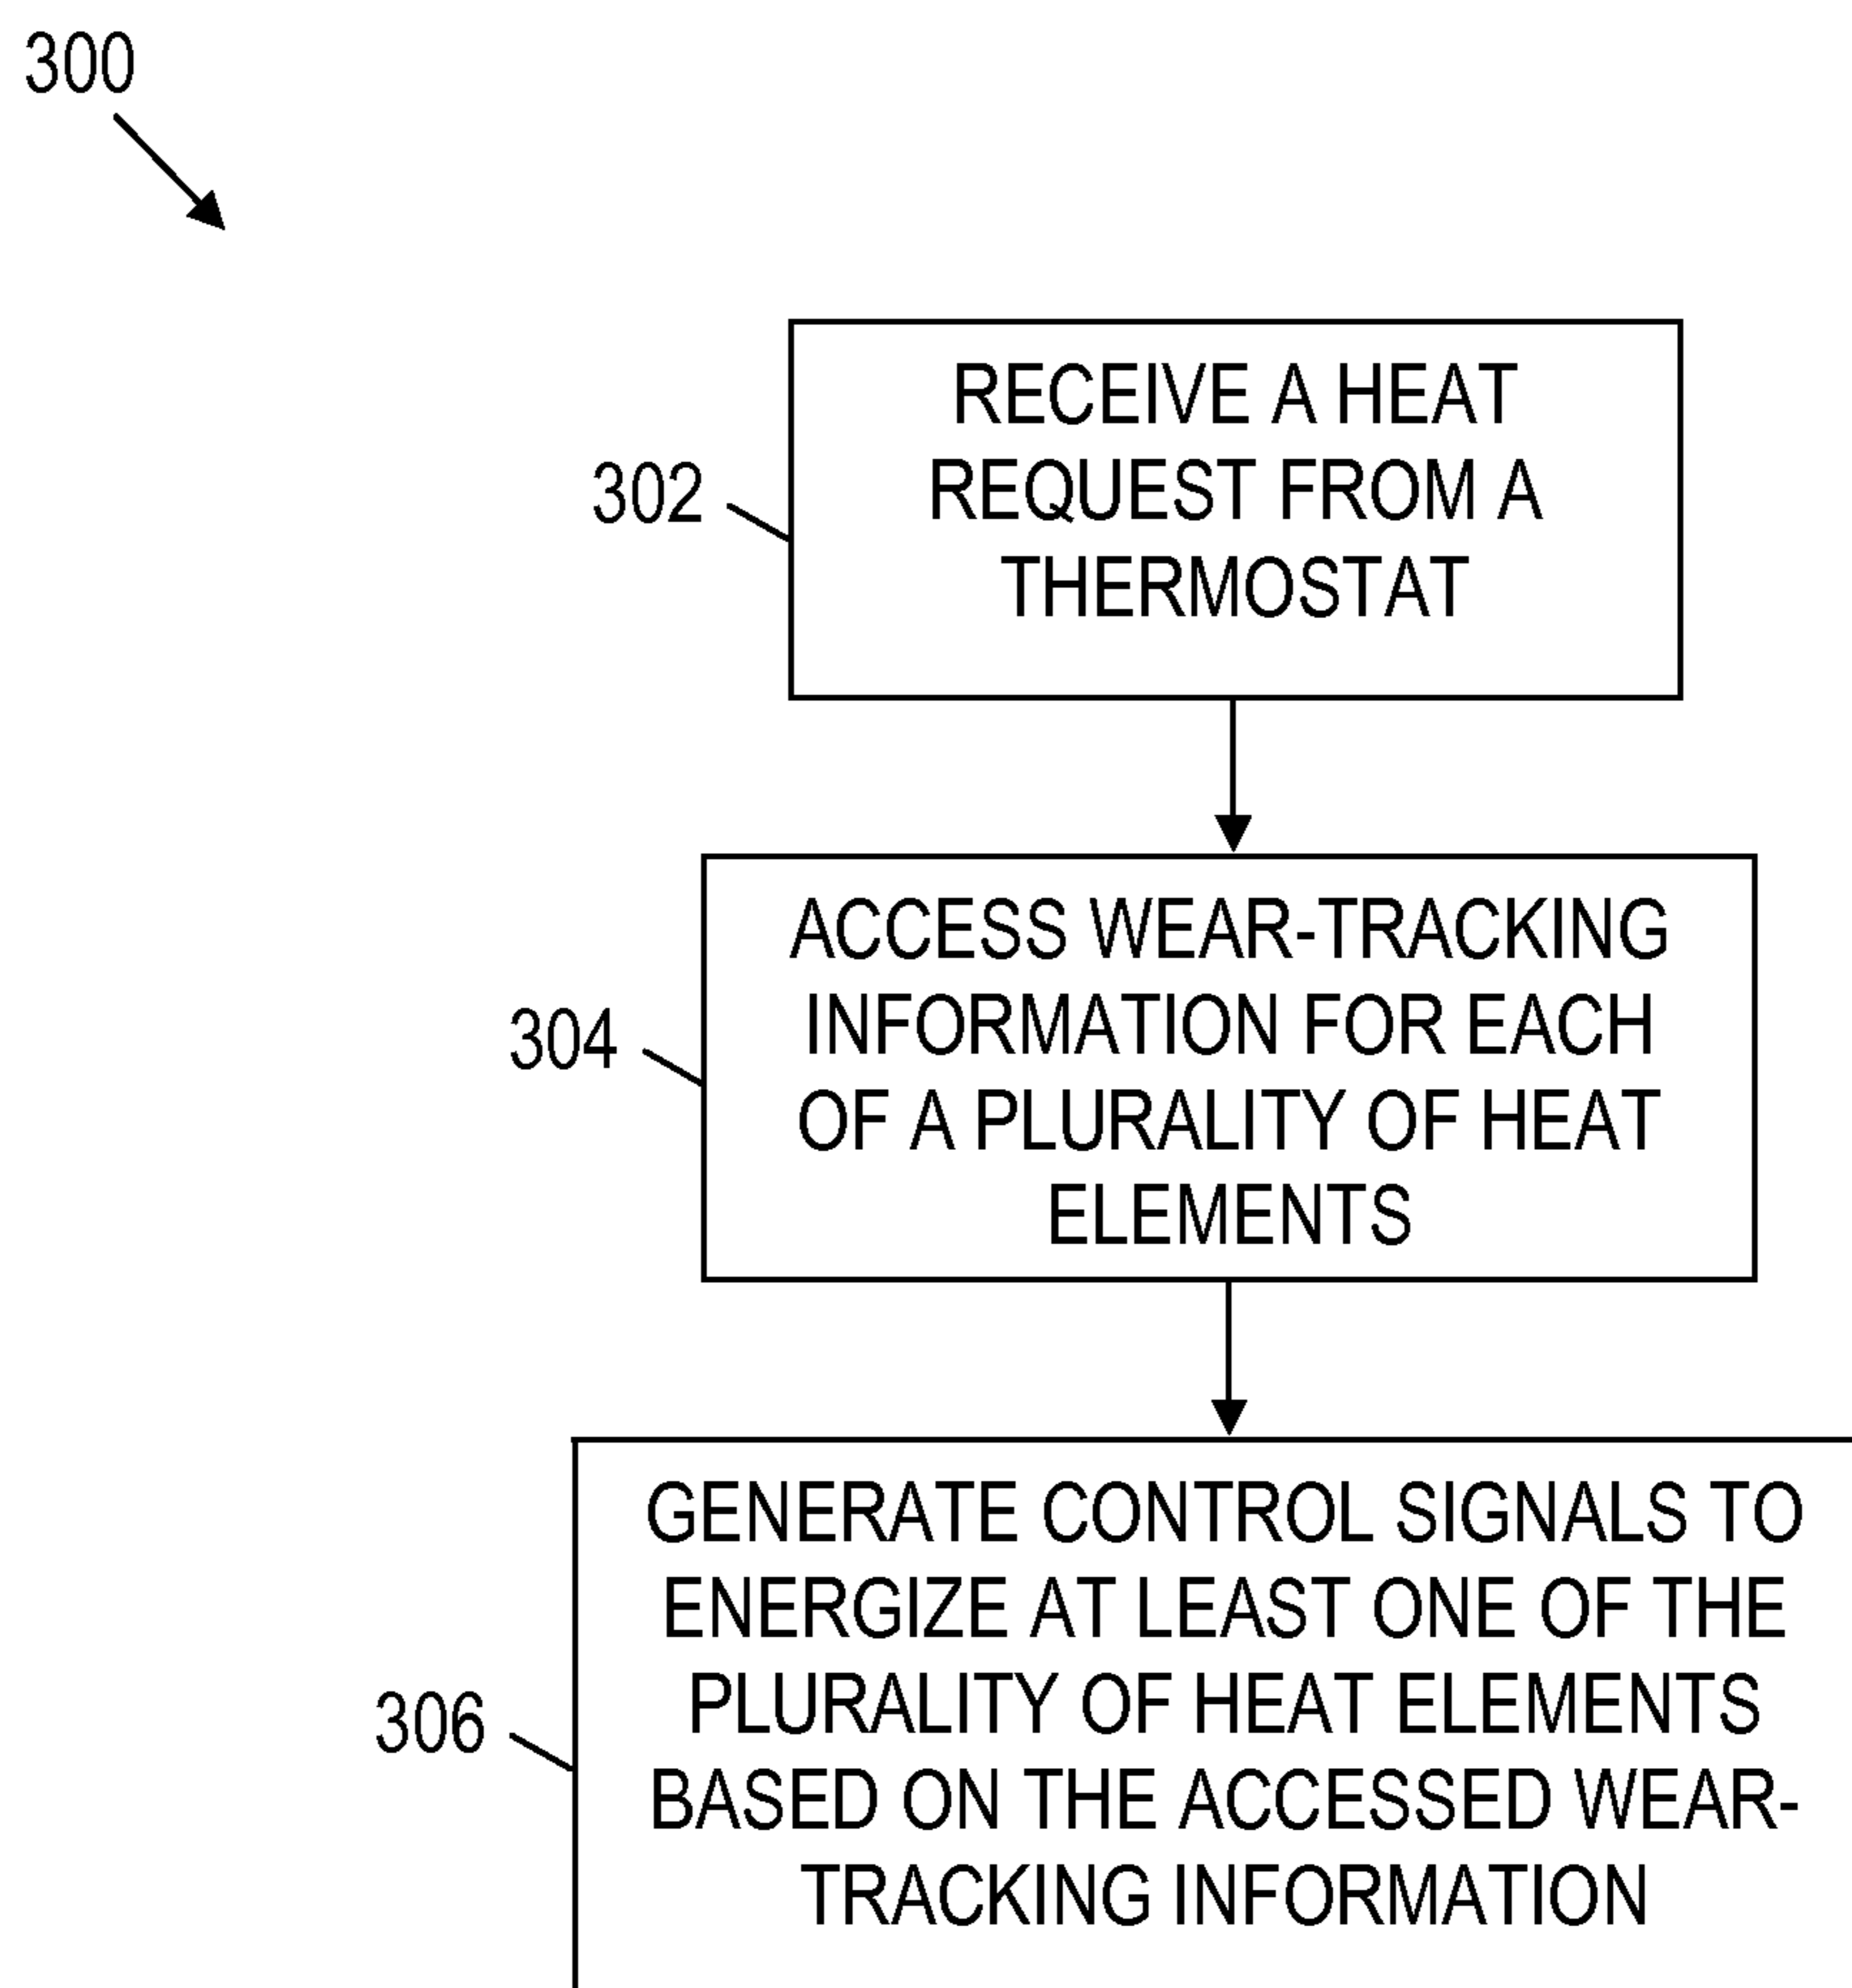 300
RECEIVE A HEAT
REQUEST FROM A
THERMOSTAT
302
ACCESS WEAR-TRACKING
INFORMATION FOR EACH
OF A PLURALITY OF HEAT
ELEMENTS
304
GENERATE CONTROL SIGNALS TO
ENERGIZE AT LEAST ONE OF THE
PLURALITY OF HEAT ELEMENTS
BASED ON THE ACCESSED WEAR-
TRACKING INFORMATION
306